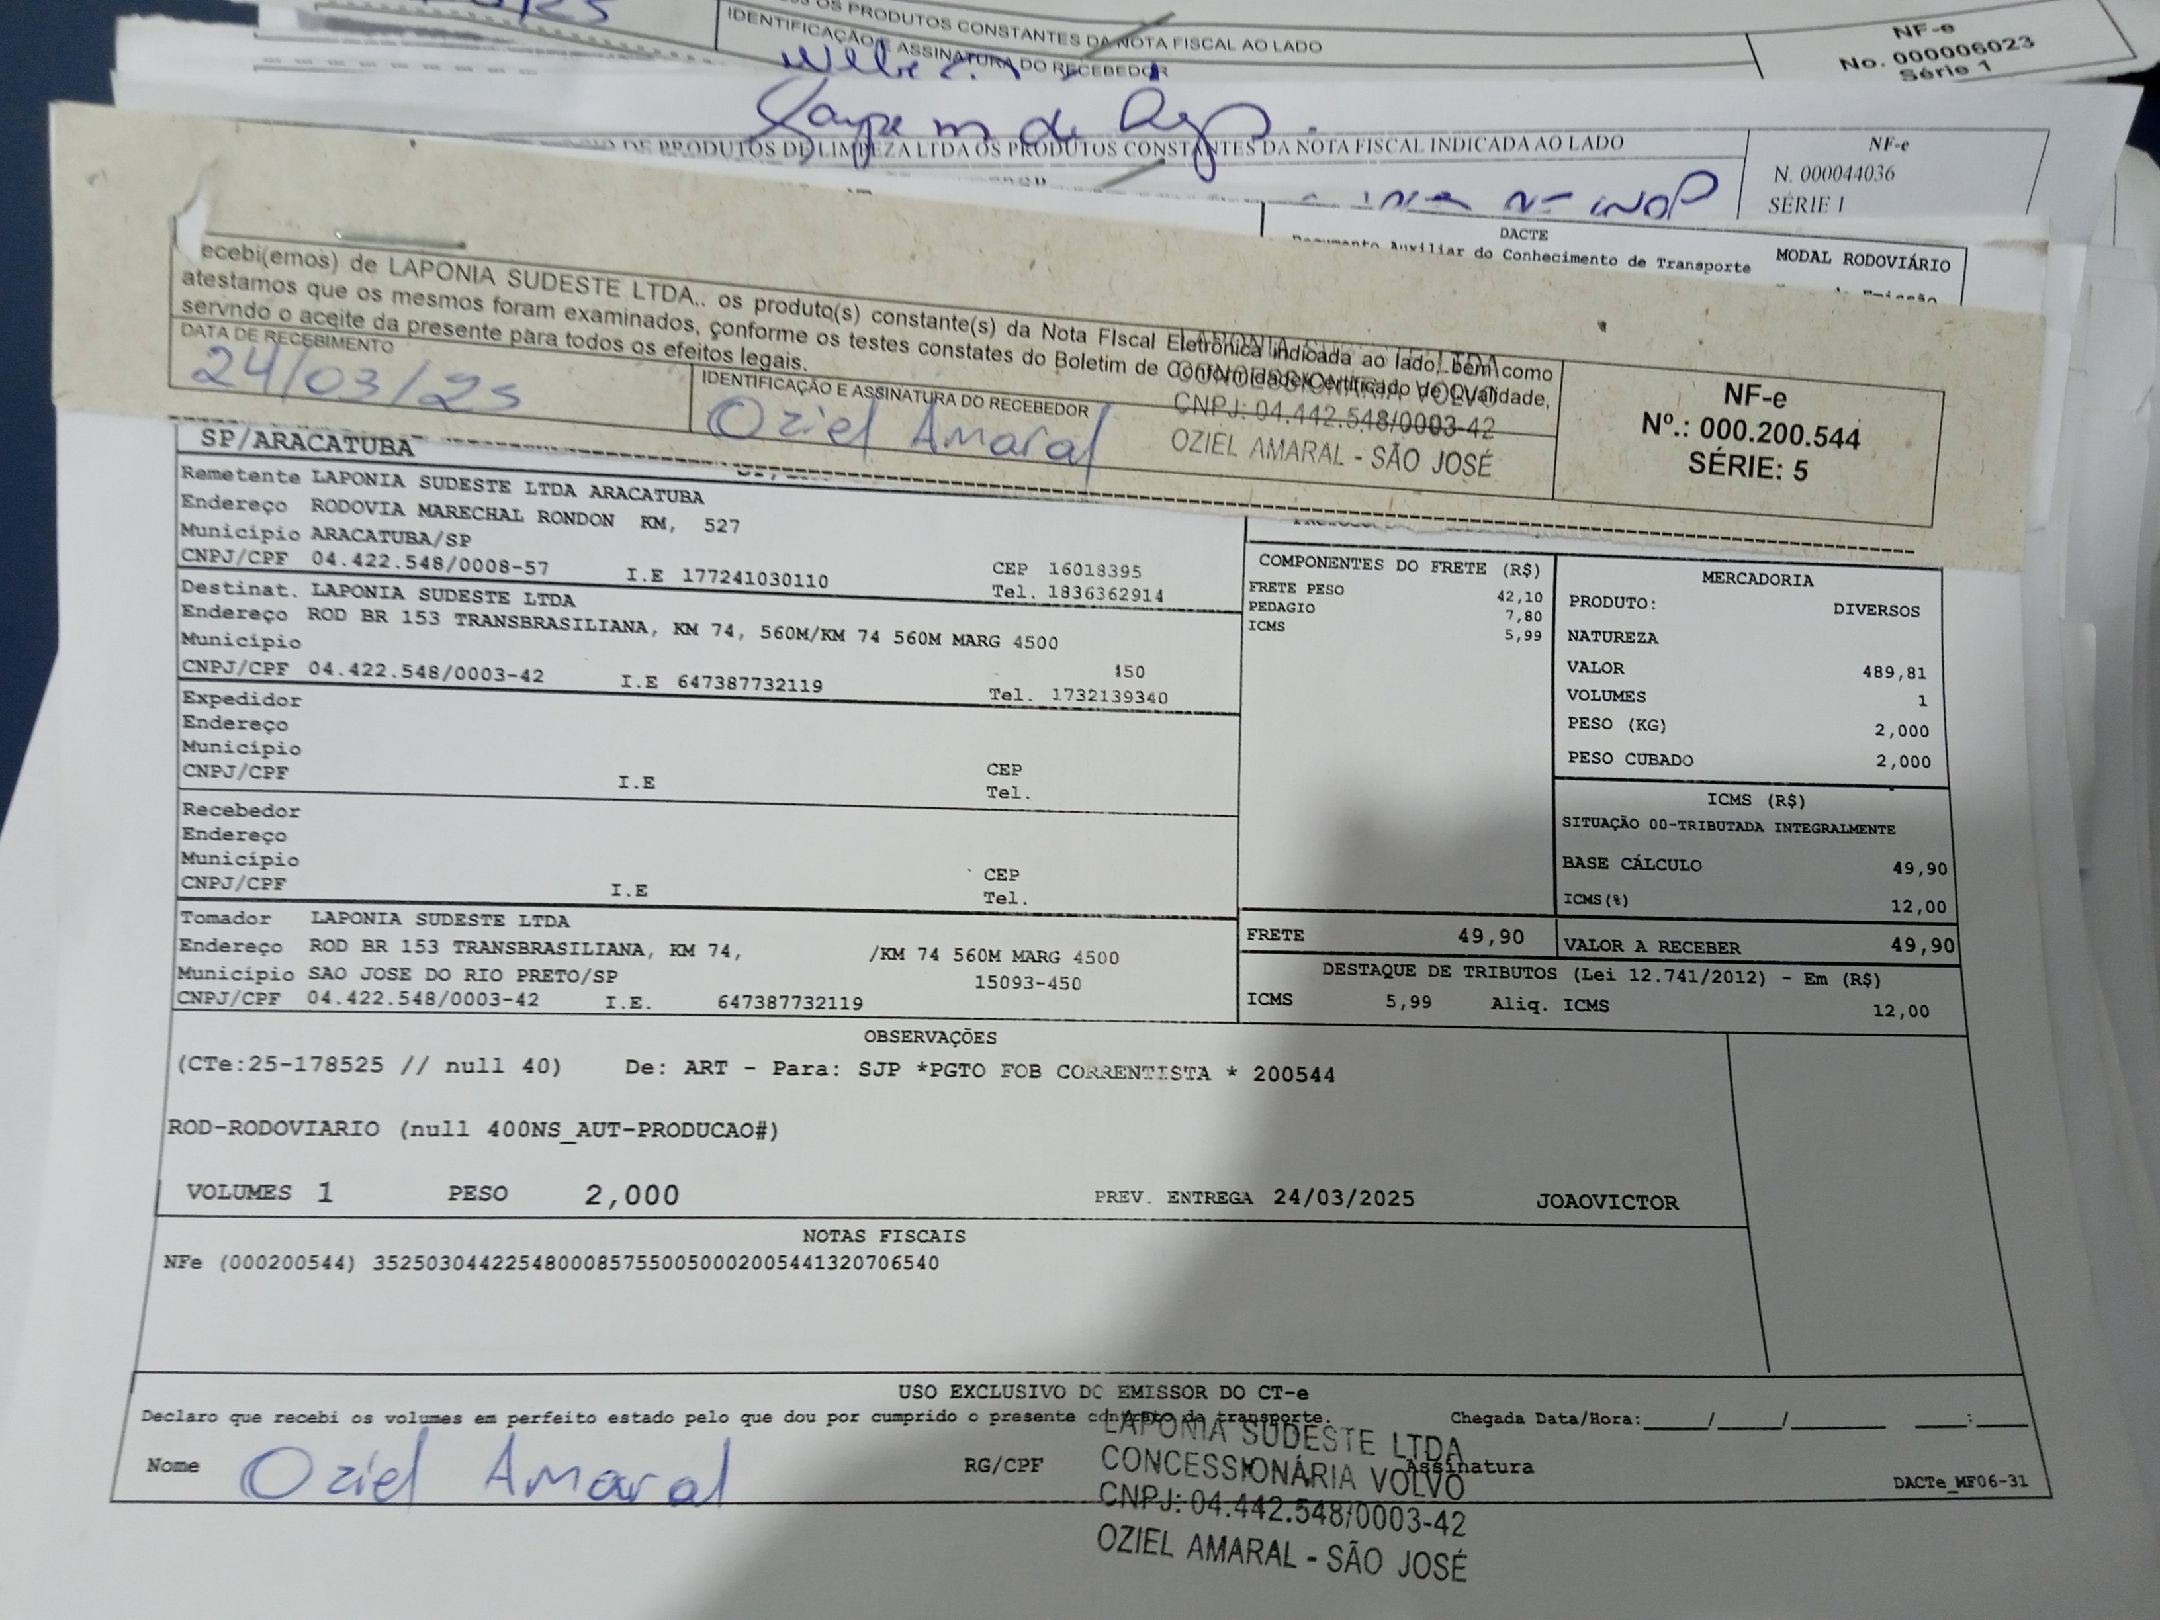 OS PRODUTOS CONSTANTES DA NOTA FISCAL AO LADO
IDENTIFICAÇÃO E ASSINATURA DO RECEBEDOR
NF-e
No. 000006023
Série 1
DE PRODUTOS DE LIMPEZA LTDA OS PRODUTOS CONSTANTES DA NOTA FISCAL INDICADA AO LADO
NF-e
N. 000044036
SÉRIE 1
DACTE
Auxiliar do Conhecimento de Transporte
MODAL RODOVIÁRIO
ecebi(emos) de LAPONIA SUDESTE LTDA.. os produto(s) constante(s) da Nota FIscal Eletrônica indicada ao lado, bem como
atestamos que os mesmos foram examinados, conforme os testes constates do Boletim de Conformidade/Certificado de Qualidade,
servndo o aceite da presente para todos os efeitos legais.
DATA DE RECEBIMENTO
24/03/25
IDENTIFICAÇÃO E ASSINATURA DO RECEBEDOR
Oziel Amaral
LAPONIA SUDESTE LTDA
CONCESSIONÁRIA VOLVO
CNPJ: 04.442.548/0003-42
OZIEL AMARAL - SÃO JOSÉ
NF-e
Nº.: 000.200.544
SÉRIE: 5
SP/ARACATUBA
Remetente LAPONIA SUDESTE LTDA ARACATUBA
Endereço RODOVIA MARECHAL RONDON KM, 527
Município ARACATUBA/SP
CEP 16018395
CNPJ/CPF 04.422.548/0008-57 I.E 177241030110 Tel. 1836362914
Destinat. LAPONIA SUDESTE LTDA
Endereço ROD BR 153 TRANSBRASILIANA, KM 74, 560M/KM 74 560M MARG 4500
Município 450
CNPJ/CPF 04.422.548/0003-42 I.E 647387732119 Tel. 1732139340
Expedidor
Endereço
Município CEP
CNPJ/CPF I.E Tel.
Recebedor
Endereço
Município CEP
CNPJ/CPF I.E Tel.
Tomador LAPONIA SUDESTE LTDA
Endereço ROD BR 153 TRANSBRASILIANA, KM 74, /KM 74 560M MARG 4500
Município SAO JOSE DO RIO PRETO/SP 15093-450
CNPJ/CPF 04.422.548/0003-42 I.E. 647387732119
COMPONENTES DO FRETE (R$)
FRETE PESO 42,10
PEDAGIO 7,80
ICMS 5,99
MERCADORIA
PRODUTO: DIVERSOS
NATUREZA
VALOR 489,81
VOLUMES 1
PESO (KG) 2,000
PESO CUBADO 2,000
ICMS (R$)
SITUAÇÃO 00-TRIBUTADA INTEGRALMENTE
BASE CÁLCULO 49,90
ICMS(%) 12,00
FRETE 49,90 VALOR A RECEBER 49,90
DESTAQUE DE TRIBUTOS (Lei 12.741/2012) - Em (R$)
ICMS 5,99 Aliq. ICMS 12,00
OBSERVAÇÕES
(CTe:25-178525 // null 40) De: ART - Para: SJP *PGTO FOB CORRENTISTA * 200544
ROD-RODOVIARIO (null 400NS_AUT-PRODUCAO#)
VOLUMES 1 PESO 2,000 PREV. ENTREGA 24/03/2025 JOAOVICTOR
NOTAS FISCAIS
NFe (000200544) 35250304422548000857550050002005441320706540
USO EXCLUSIVO DO EMISSOR DO CT-e
Declaro que recebi os volumes em perfeito estado pelo que dou por cumprido o presente contrato de transporte. Chegada Data/Hora:____/____/______ ___:___
Nome Oziel Amaral RG/CPF Assinatura
LAPONIA SUDESTE LTDA
CONCESSIONÁRIA VOLVO
CNPJ: 04.442.548/0003-42
OZIEL AMARAL - SÃO JOSÉ
DACTe_MF06-31